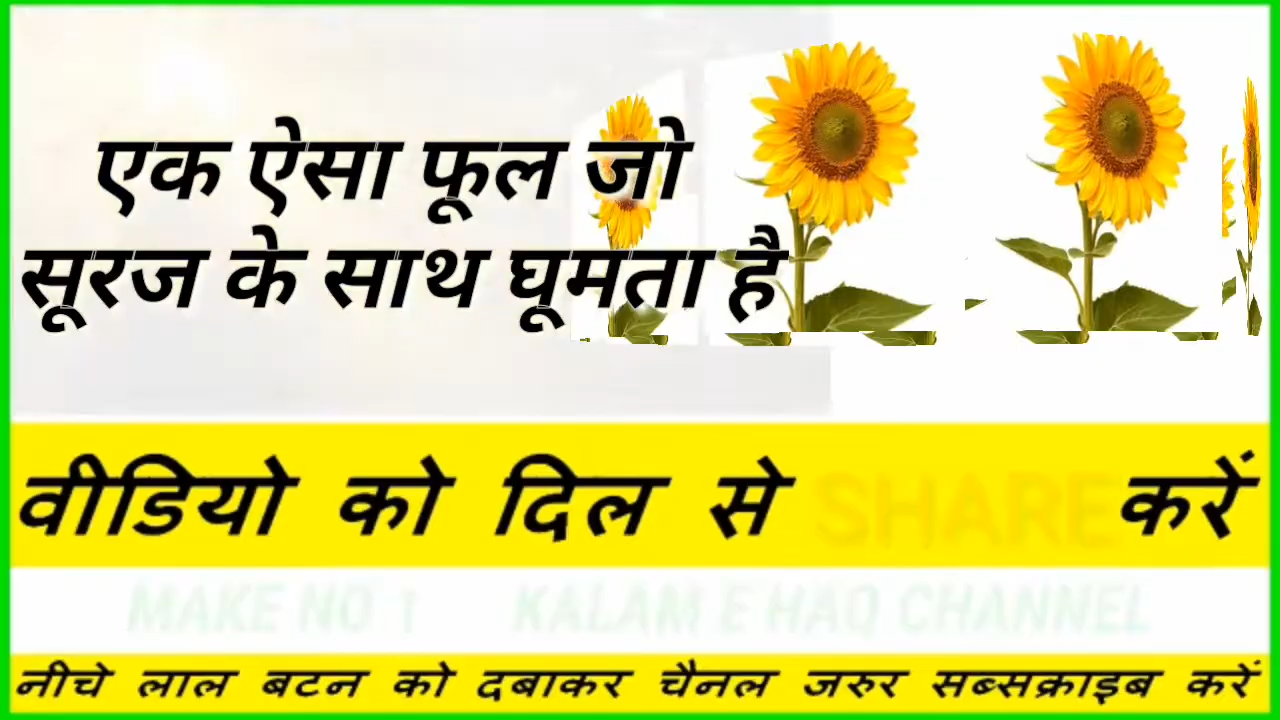 एक ऐसा फूल जो
सूरज के साथ घूमता है
वीडियो को दिल से SHARE करें
MAKE NO 1 KALAM E HAQ CHANNEL
नीचे लाल बटन को दबाकर चैनल जरुर सब्सक्राइब करें